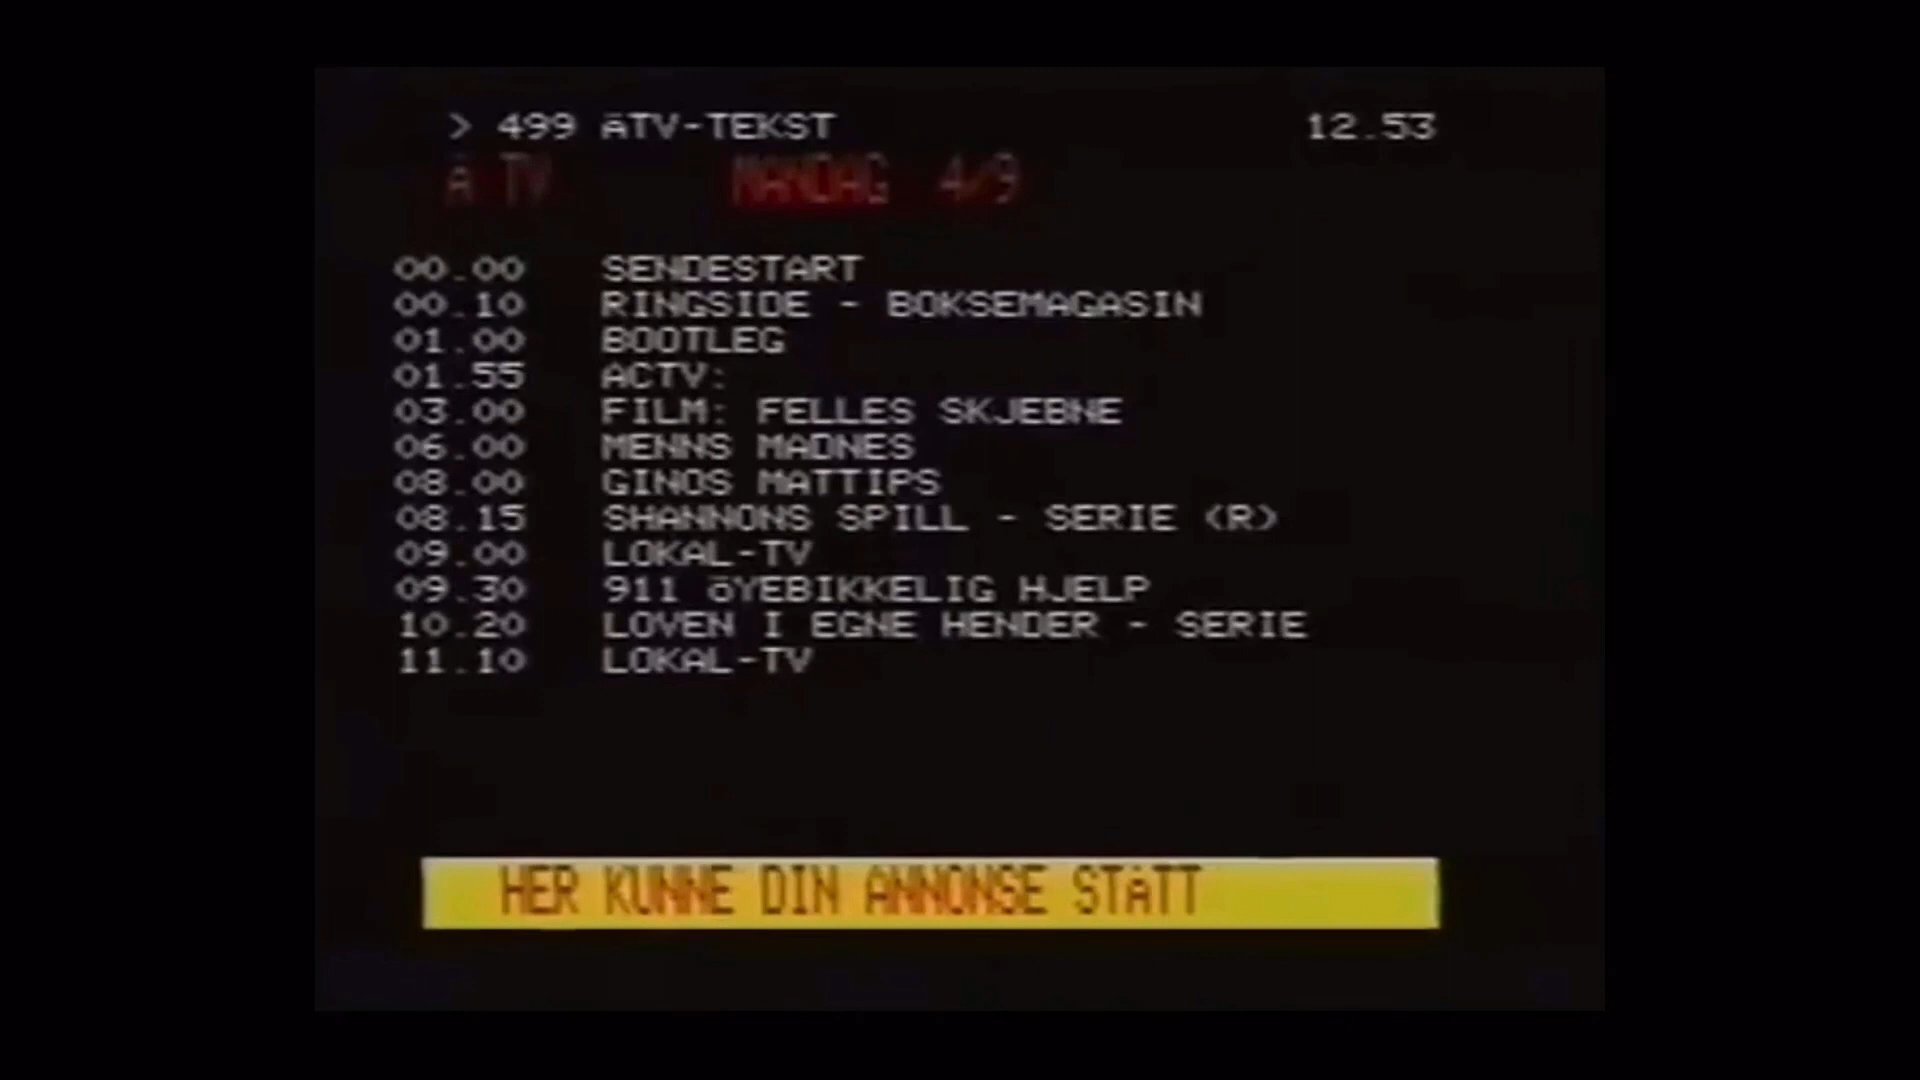 > 499 åTV-TEKST 12.53
å TV MANDAG 4/9
00.00 SENDESTART
00.10 RINGSIDE - BOKSEMAGASIN
01.00 BOOTLEG
01.55 ACTV:
03.00 FILM: FELLES SKJEBNE
06.00 MENNS MADNES
08.00 GINOS MATTIPS
08.15 SHANNONS SPILL - SERIE (R)
09.00 LOKAL-TV
09.30 911 öYEBIKKELIG HJELP
10.20 LOVEN I EGNE HENDER - SERIE
11.10 LOKAL-TV
HER KUNNE DIN ANNONSE STåTT